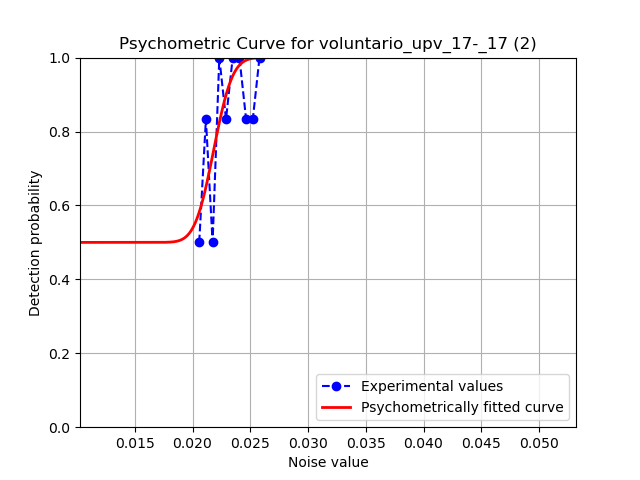 Psychometric Curve for voluntario_upv_17-_17 (2)
Detection probability
1.0
0.8
0.6
0.4
0.2
0.0
0.015 0.020 0.025 0.030 0.035 0.040 0.045 0.050
Noise value
Experimental values
Psychometrically fitted curve